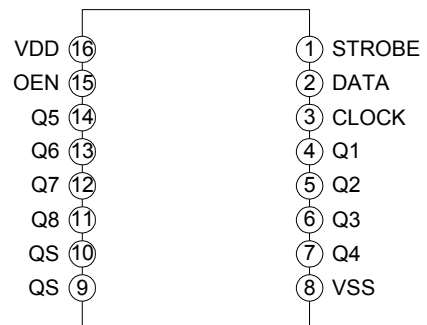 VDD 16 1 STROBE
OEN 15 2 DATA
Q5 14 3 CLOCK
Q6 13 4 Q1
Q7 12 5 Q2
Q8 11 6 Q3
QS 10 7 Q4
QS 9 8 VSS